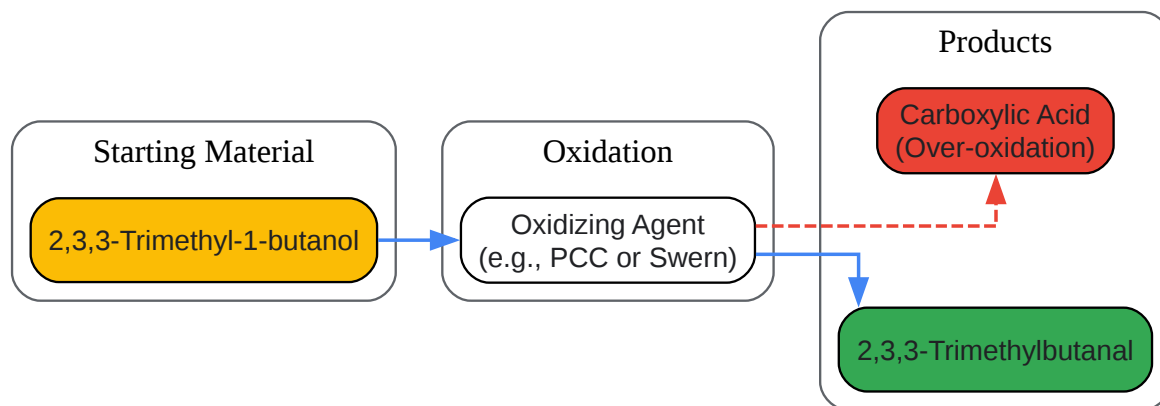 Starting Material
2,3,3-Trimethyl-1-butanol
Oxidation
Oxidizing Agent
(e.g., PCC or Swern)
Products
Carboxylic Acid
(Over-oxidation)
2,3,3-Trimethylbutanal